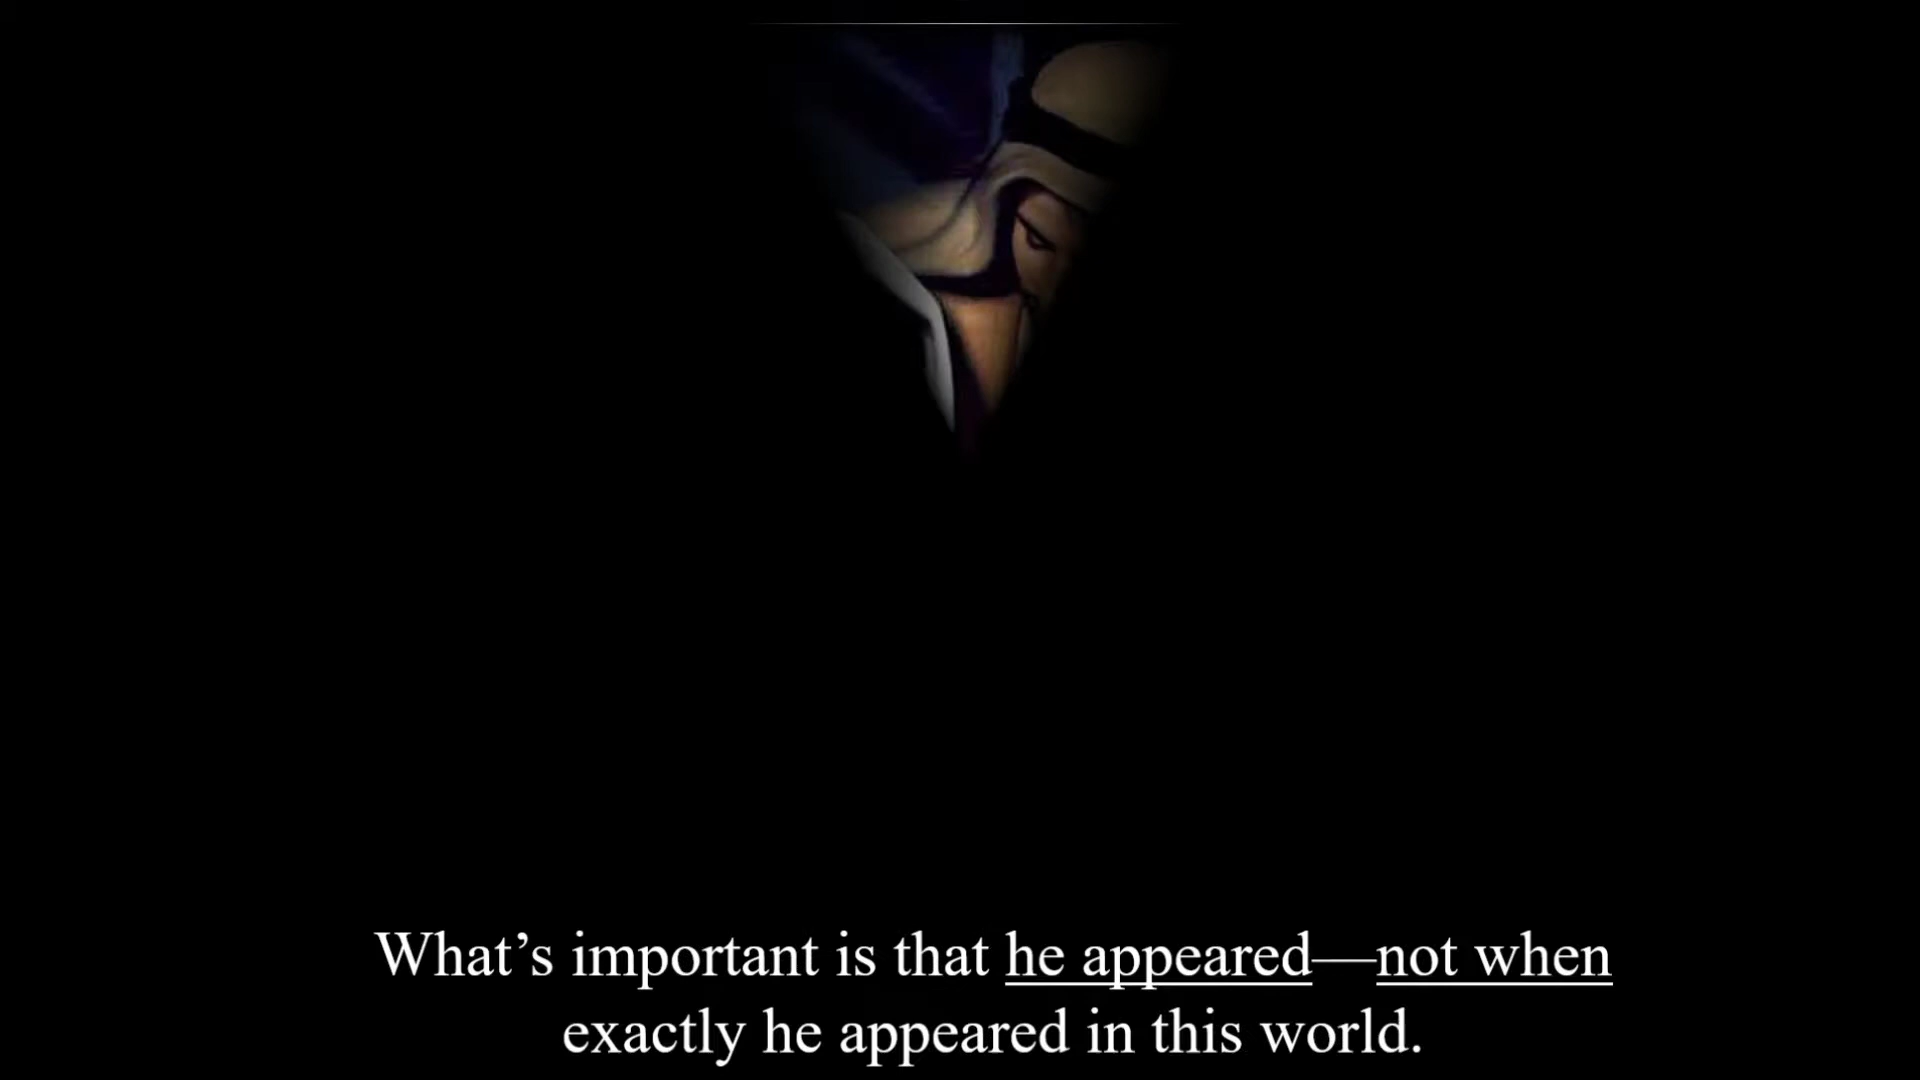 What’s important is that he appeared—not when
exactly he appeared in this world.